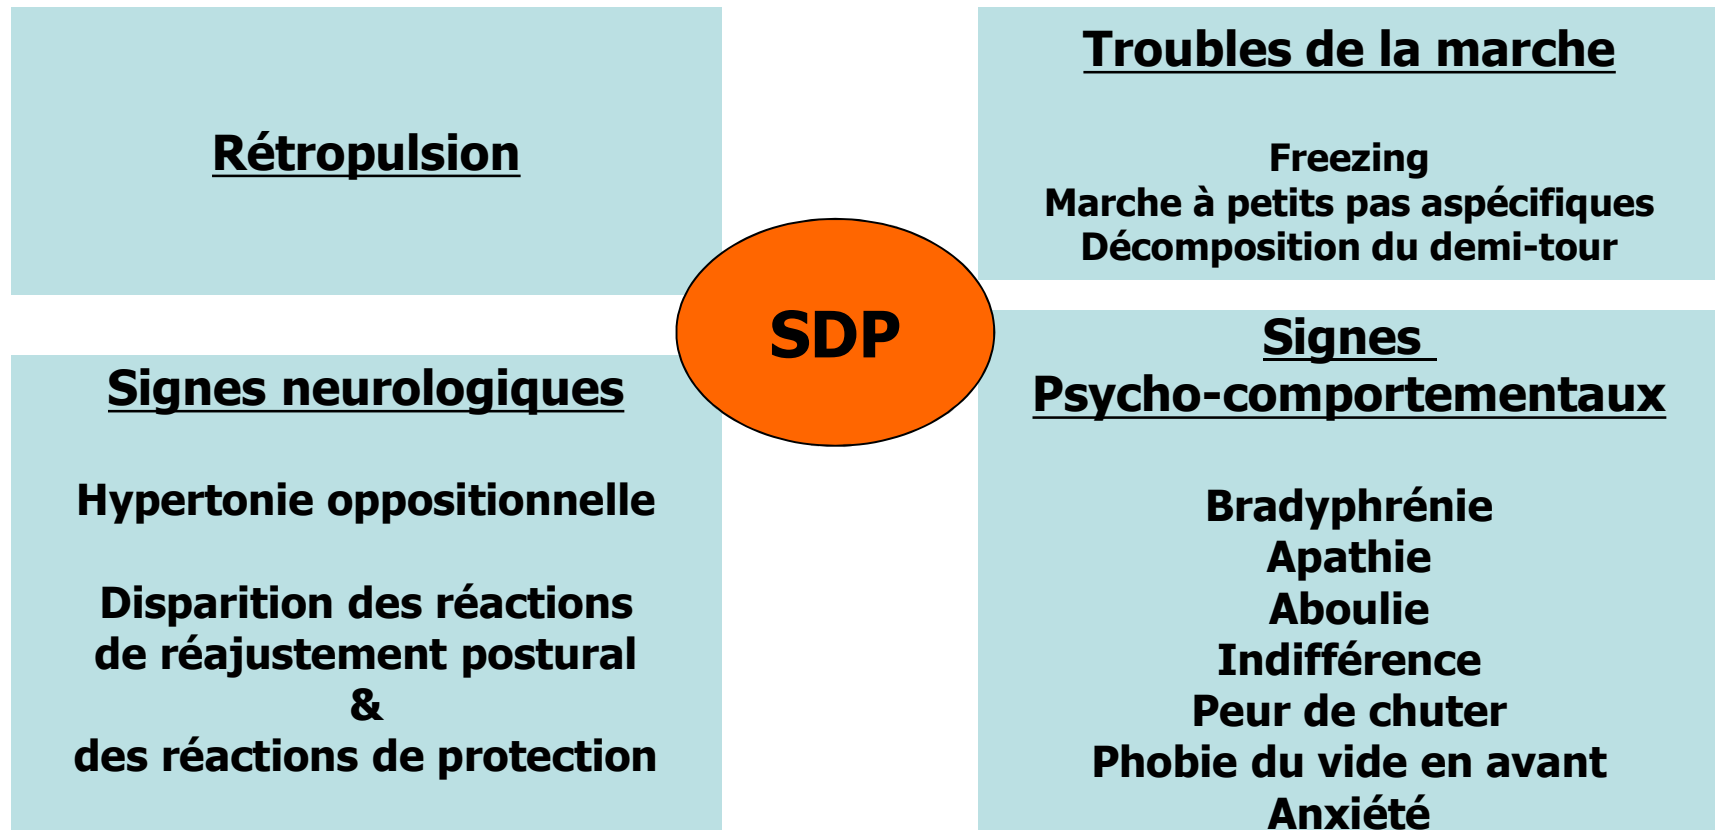 Rétropulsion
Troubles de la marche
Freezing
Marche à petits pas aspécifiques
Décomposition du demi-tour
SDP
Signes neurologiques
Hypertonie oppositionnelle
Disparition des réactions
de réajustement postural
&
des réactions de protection
Signes
Psycho-comportementaux
Bradyphrénie
Apathie
Aboulie
Indifférence
Peur de chuter
Phobie du vide en avant
Anxiété